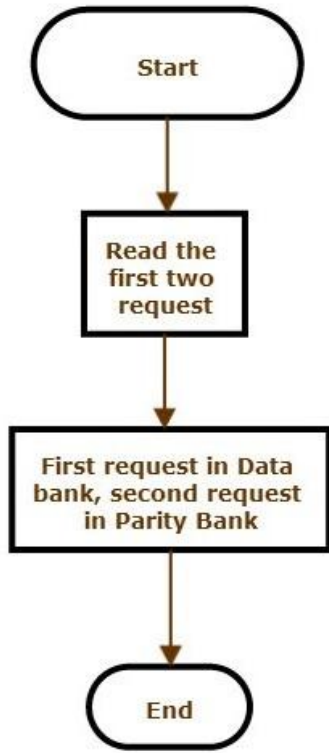 Start
Read the
first two
request
First request in Data
bank, second request
in Parity Bank
End